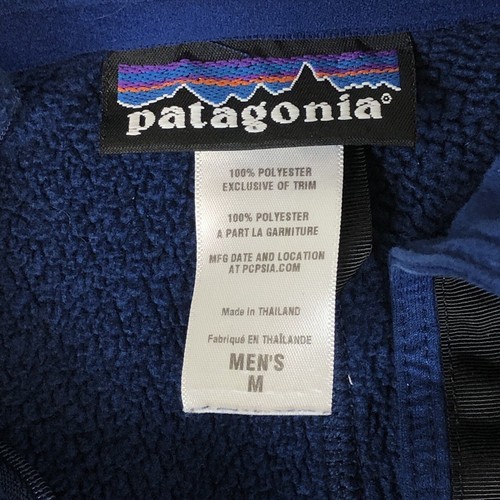 patagonia®
100% POLYESTER
EXCLUSIVE OF TRIM
100% POLYESTER
A PART LA GARNITURE
MFG DATE AND LOCATION
AT PCPSIA.COM
Made in THAILAND
Fabriqué EN THAÏLANDE
MEN'S
M